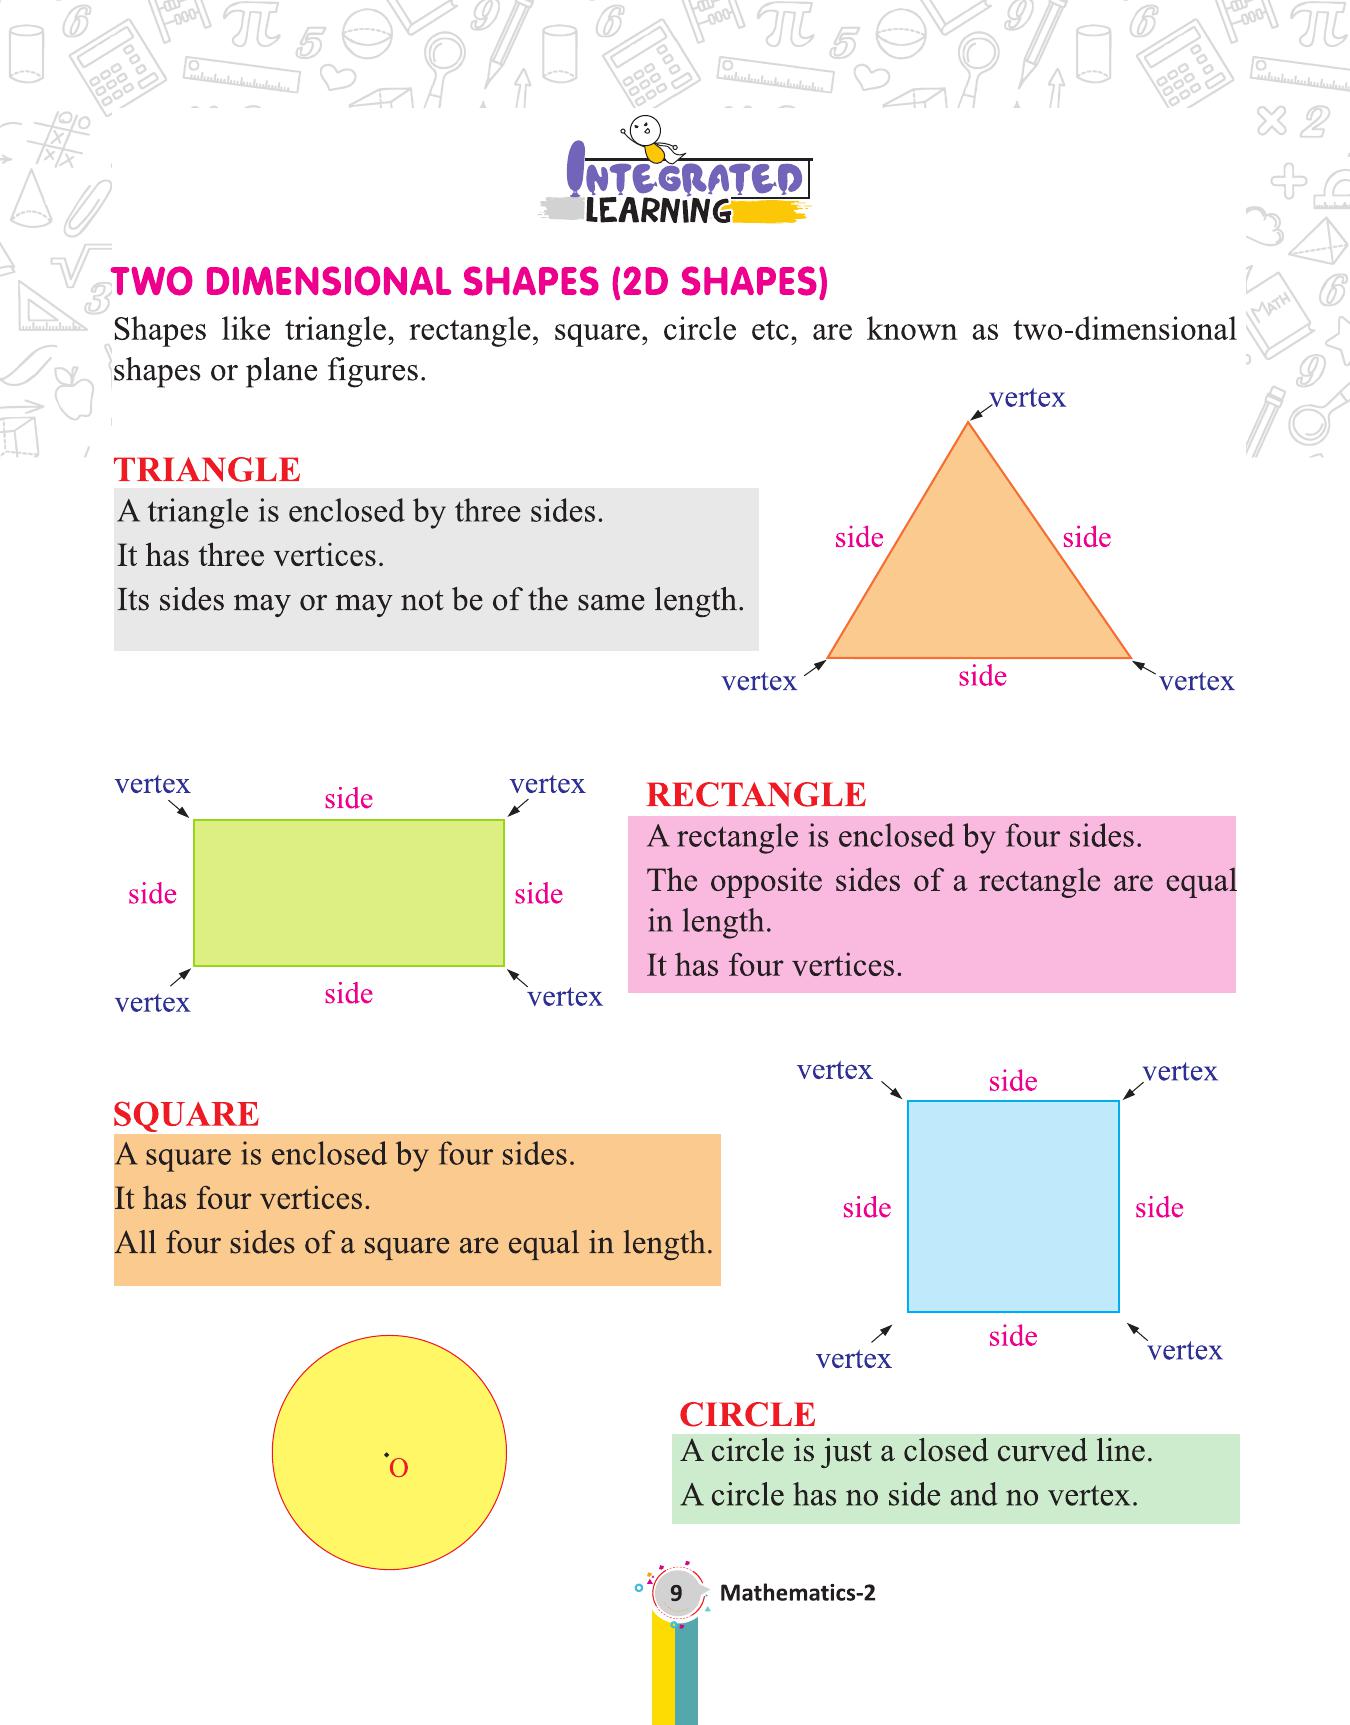 INTEGRATED
LEARNING
TWO DIMENSIONAL SHAPES (2D SHAPES)
Shapes like triangle, rectangle, square, circle etc, are known as two-dimensional
shapes or plane figures.
vertex
TRIANGLE
A triangle is enclosed by three sides.
It has three vertices.
Its sides may or may not be of the same length.
side
side
vertex
side
vertex
vertex
side
vertex
side
side
vertex
side
vertex
RECTANGLE
A rectangle is enclosed by four sides.
The opposite sides of a rectangle are equal
in length.
It has four vertices.
SQUARE
A square is enclosed by four sides.
It has four vertices.
All four sides of a square are equal in length.
vertex
side
vertex
side
side
vertex
side
vertex
O
CIRCLE
A circle is just a closed curved line.
A circle has no side and no vertex.
9
Mathematics-2